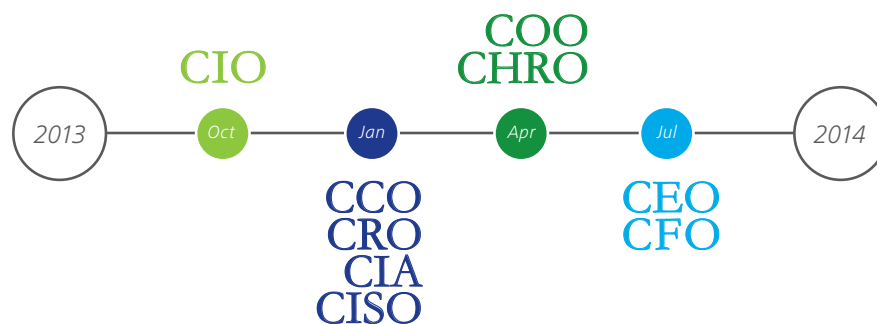 COO
CIO
CHRO
2013
Oct
Jan
Apr
Jul
2014
CCO
CRO
CIA
CISO
CEO
CFO